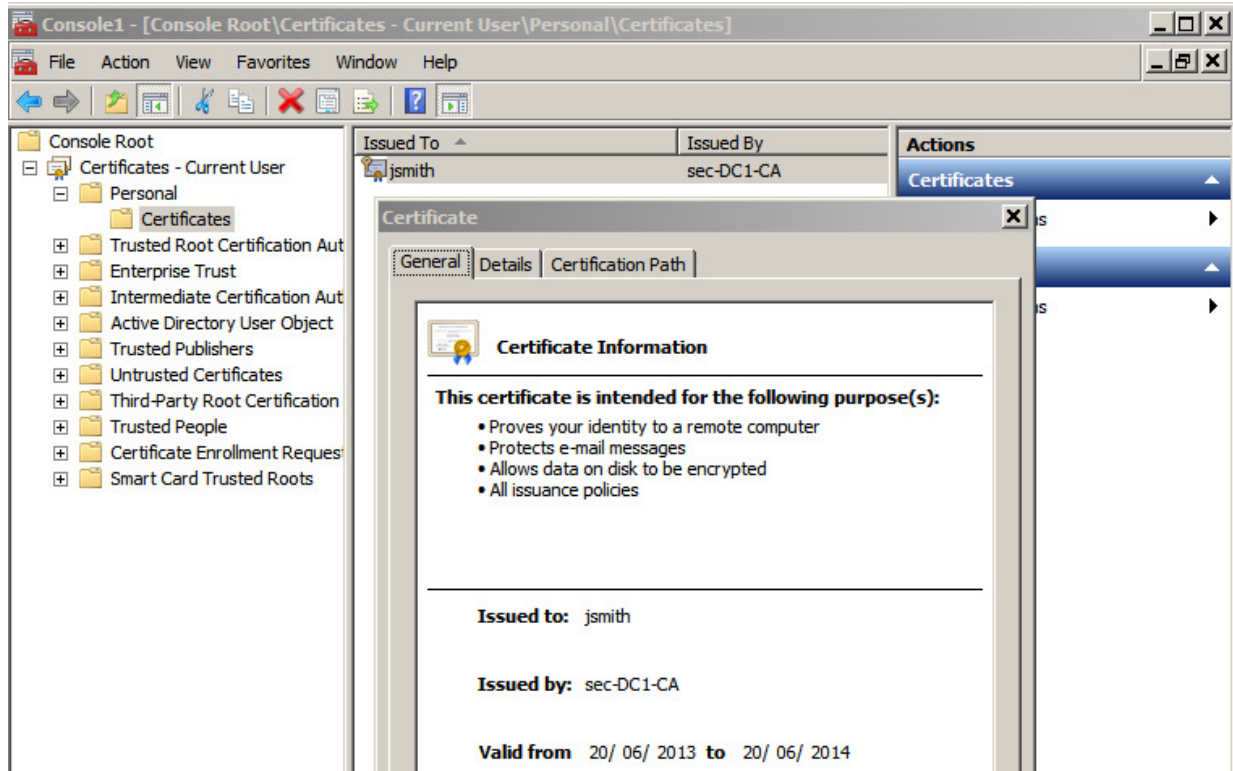 Console1 - [Console Root\Certificates - Current User\Personal\Certificates]
File Action View Favorites Window Help
Console Root
Certificates - Current User
Personal
Certificates
Trusted Root Certification Aut
Enterprise Trust
Intermediate Certification Aut
Active Directory User Object
Trusted Publishers
Untrusted Certificates
Third-Party Root Certification
Trusted People
Certificate Enrollment Reques
Smart Card Trusted Roots
Issued To Issued By
jsmith sec-DC1-CA
Actions
Certificates
s
s
Certificate
General Details Certification Path
Certificate Information
This certificate is intended for the following purpose(s):
• Proves your identity to a remote computer
• Protects e-mail messages
• Allows data on disk to be encrypted
• All issuance policies
Issued to: jsmith
Issued by: sec-DC1-CA
Valid from 20/ 06/ 2013 to 20/ 06/ 2014